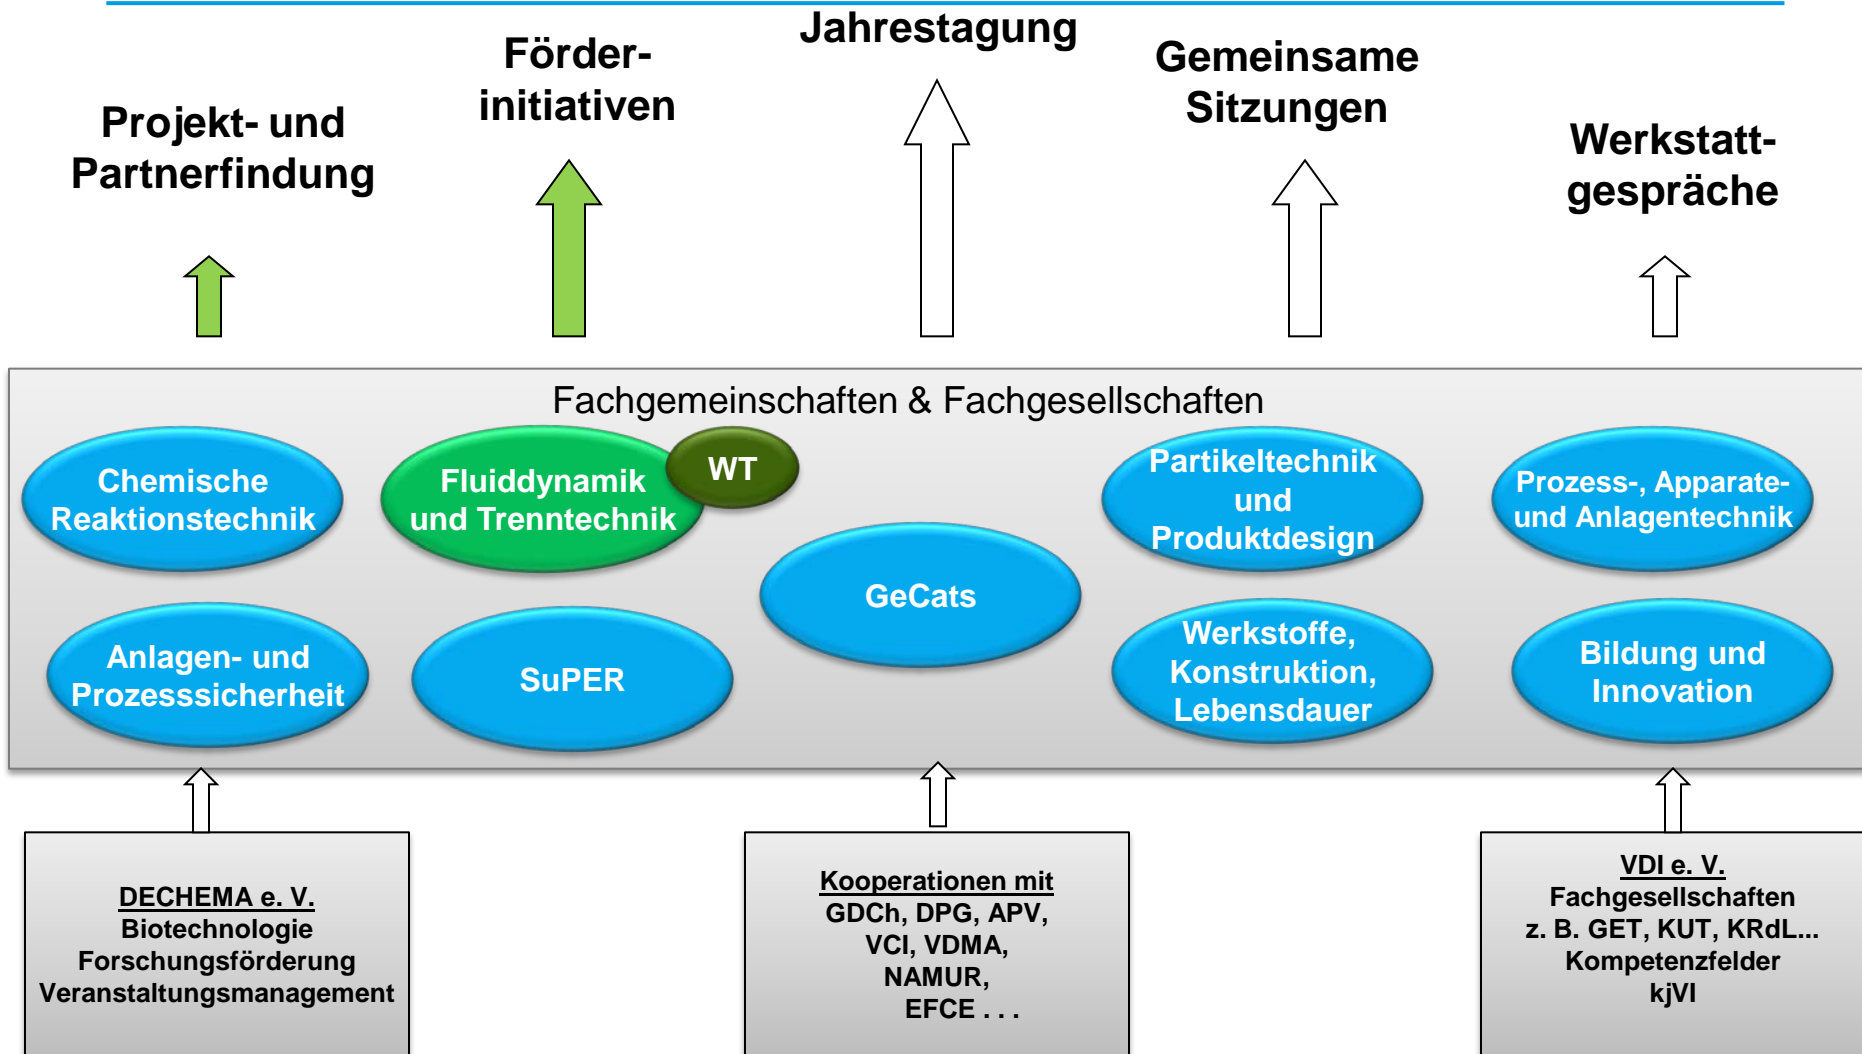 Projekt- und
Partnerfindung
Förder-
initiativen
Jahrestagung
Gemeinsame
Sitzungen
Werkstatt-
gespräche
Fachgemeinschaften & Fachgesellschaften
Chemische
Reaktionstechnik
Fluiddynamik
und Trenntechnik
WT
Partikeltechnik
und
Produktdesign
Prozess-, Apparate-
und Anlagentechnik
GeCats
Anlagen- und
Prozesssicherheit
SuPER
Werkstoffe,
Konstruktion,
Lebensdauer
Bildung und
Innovation
DECHEMA e. V.
Biotechnologie
Forschungsförderung
Veranstaltungsmanagement
Kooperationen mit
GDCh, DPG, APV,
VCI, VDMA,
NAMUR,
EFCE . . .
VDI e. V.
Fachgesellschaften
z. B. GET, KUT, KRdL...
Kompetenzfelder
kjVI